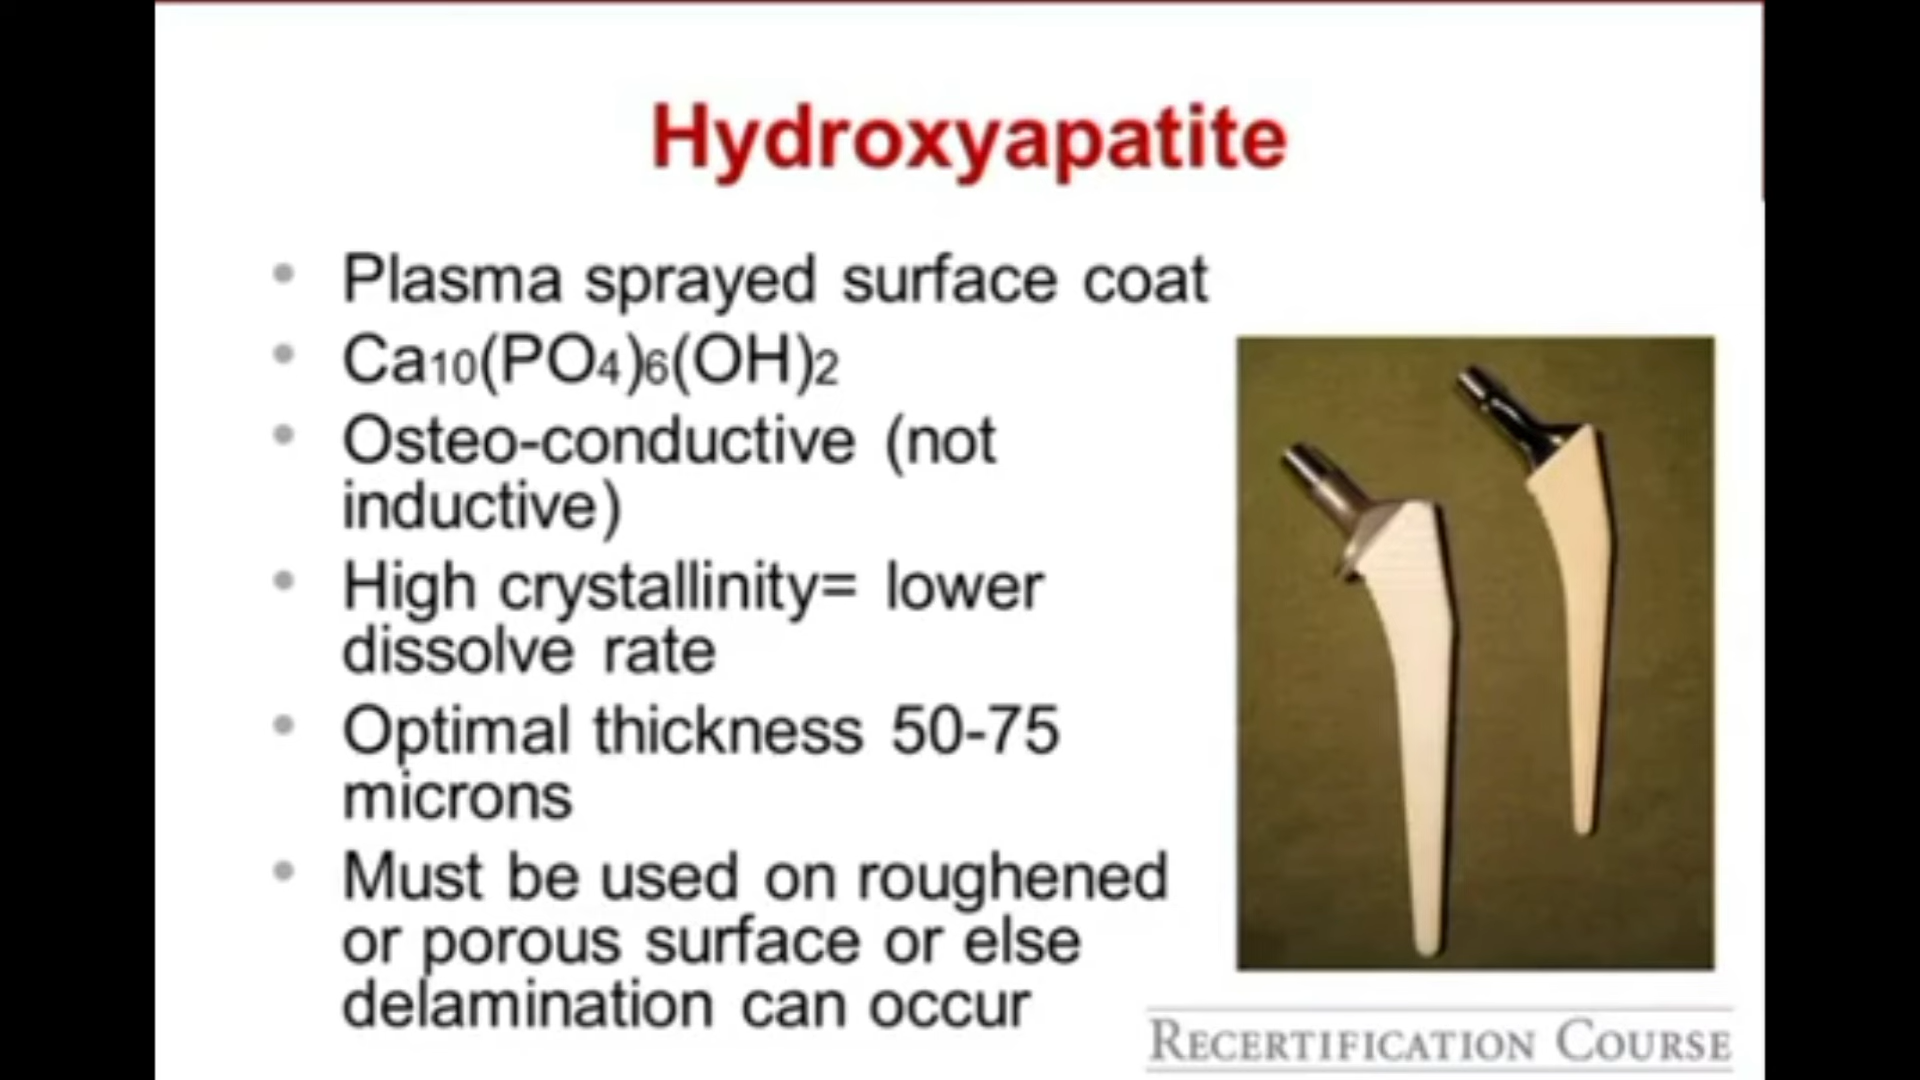 Hydroxyapatite
• Plasma sprayed surface coat
• Ca10(PO4)6(OH)2
• Osteo-conductive (not
inductive)
• High crystallinity= lower
dissolve rate
• Optimal thickness 50-75
microns
• Must be used on roughened
or porous surface or else
delamination can occur
RECERTIFICATION COURSE